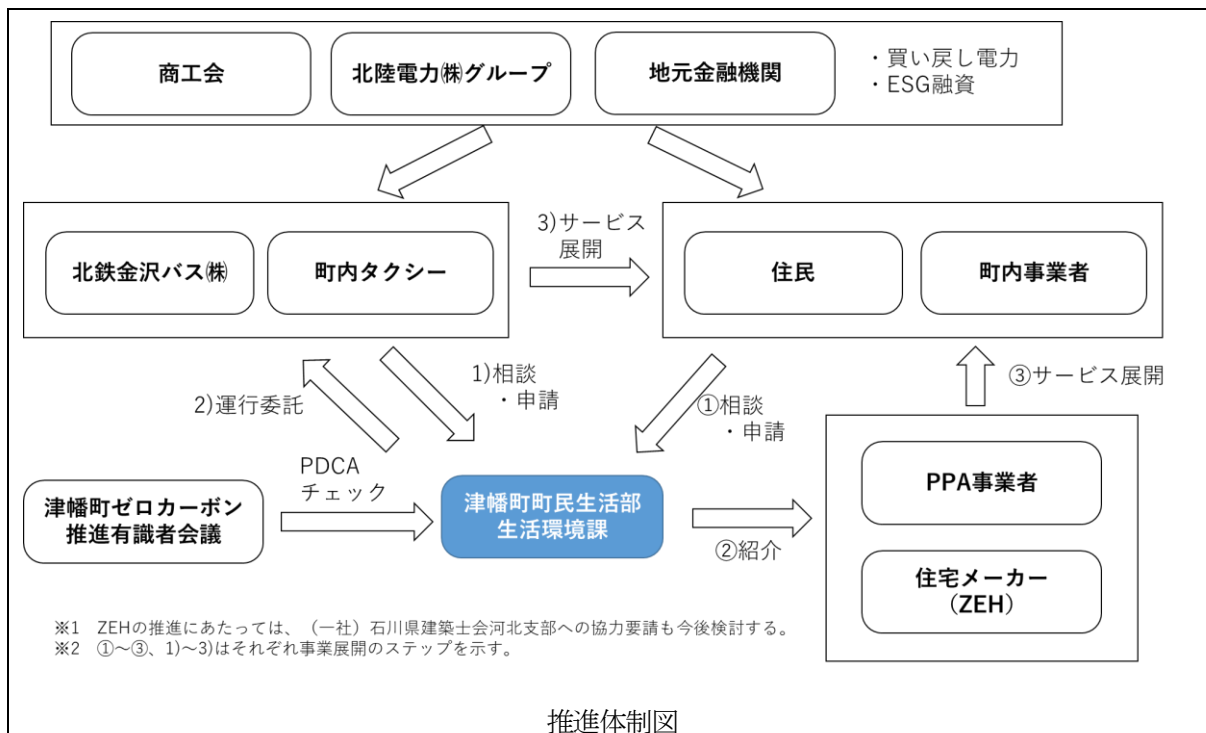 商工会
北陸電力㈱グループ
地元金融機関
・買い戻し電力
・ESG融資
北鉄金沢バス㈱
町内タクシー
3)サービス
展開
住民
町内事業者
2)運行委託
1)相談
・申請
①相談
・申請
③サービス展開
津幡町ゼロカーボン
推進有識者会議
PDCA
チェック
津幡町町民生活部
生活環境課
②紹介
PPA事業者
住宅メーカー
（ZEH）
※1　ZEHの推進にあたっては、（一社）石川県建築士会河北支部への協力要請も今後検討する。
※2　①～③、1)～3)はそれぞれ事業展開のステップを示す。
推進体制図